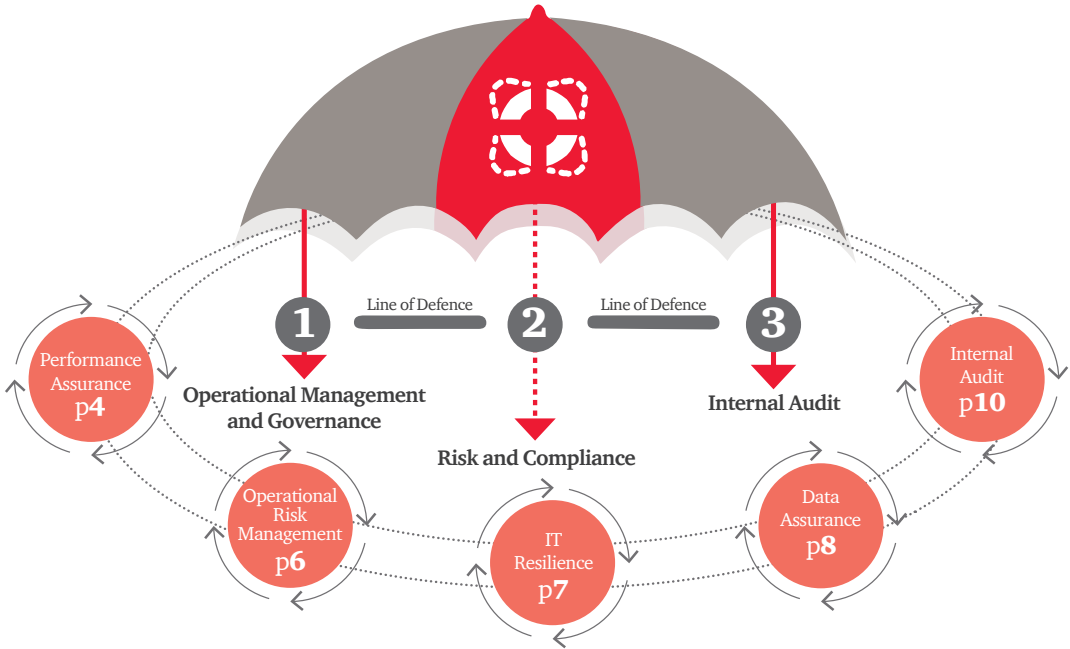 1
Line of Defence
2
Line of Defence
3
Operational Management
and Governance
Risk and Compliance
Internal Audit
Performance
Assurance
p4
Operational
Risk
Management
p6
IT
Resilience
p7
Data
Assurance
p8
Internal
Audit
p10